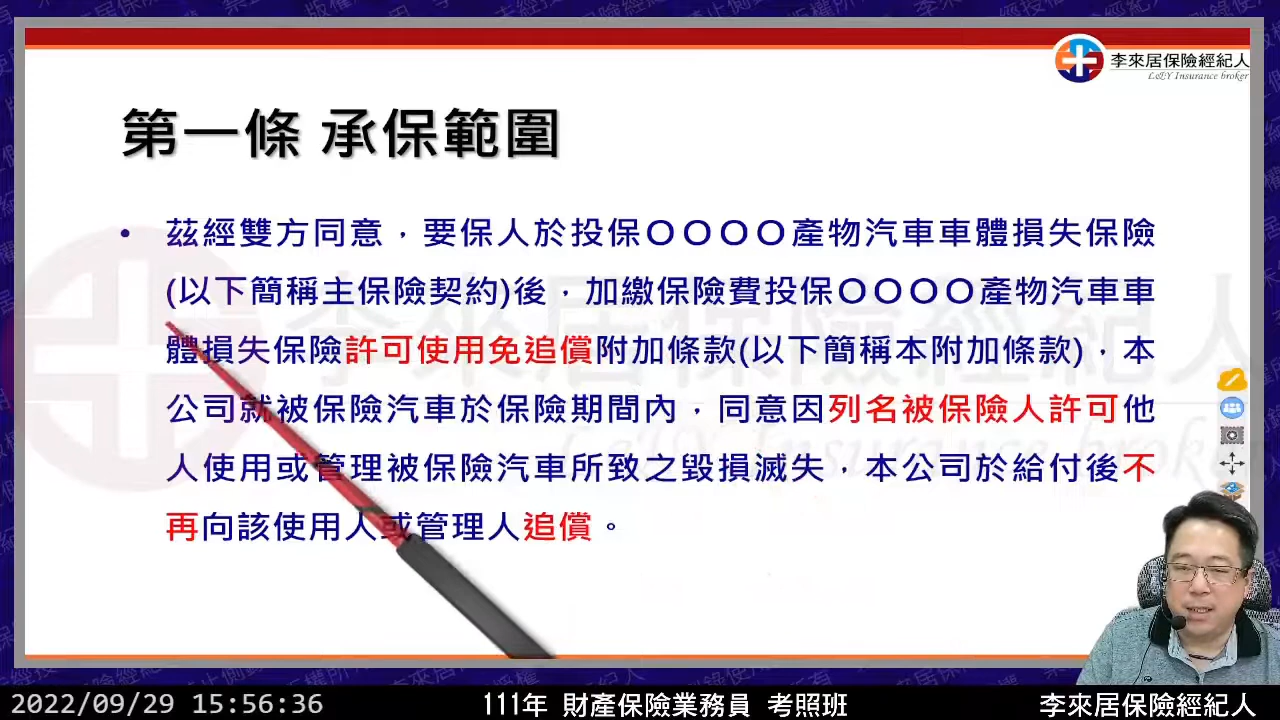 李來居保險經紀人
L&Y Insurance broker
第一條 承保範圍
• 茲經雙方同意，要保人於投保ＯＯＯＯ產物汽車車體損失保險
(以下簡稱主保險契約)後，加繳保險費投保ＯＯＯＯ產物汽車車
體損失保險許可使用免追償附加條款(以下簡稱本附加條款)，本
公司就被保險汽車於保險期間內，同意因列名被保險人許可他
人使用或管理被保險汽車所致之毀損滅失，本公司於給付後不
再向該使用人或管理人追償。
2022/09/29 15:56:36
111年 財產保險業務員 考照班
李來居保險經紀人